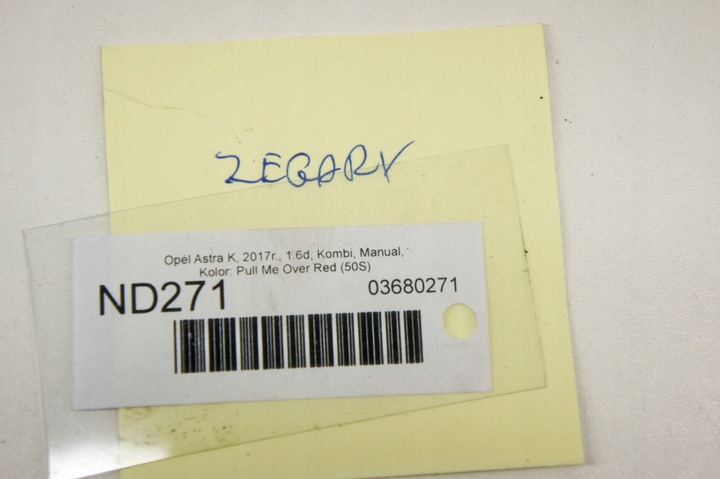 ZEGARY
Opel Astra K, 2017r., 1.6d, Kombi, Manual,
Kolor: Pull Me Over Red (50S)
ND271
03680271